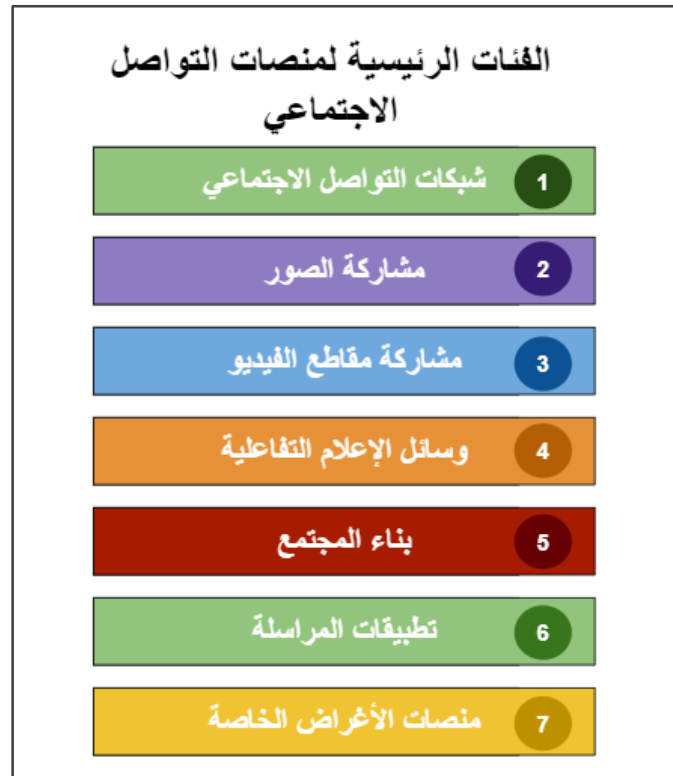 الفئات الرئيسية لمنصات التواصل
الاجتماعي
1 شبكات التواصل الاجتماعي
2 مشاركة الصور
3 مشاركة مقاطع الفيديو
4 وسائل الإعلام التفاعلية
5 بناء المجتمع
6 تطبيقات المراسلة
7 منصات الأغراض الخاصة